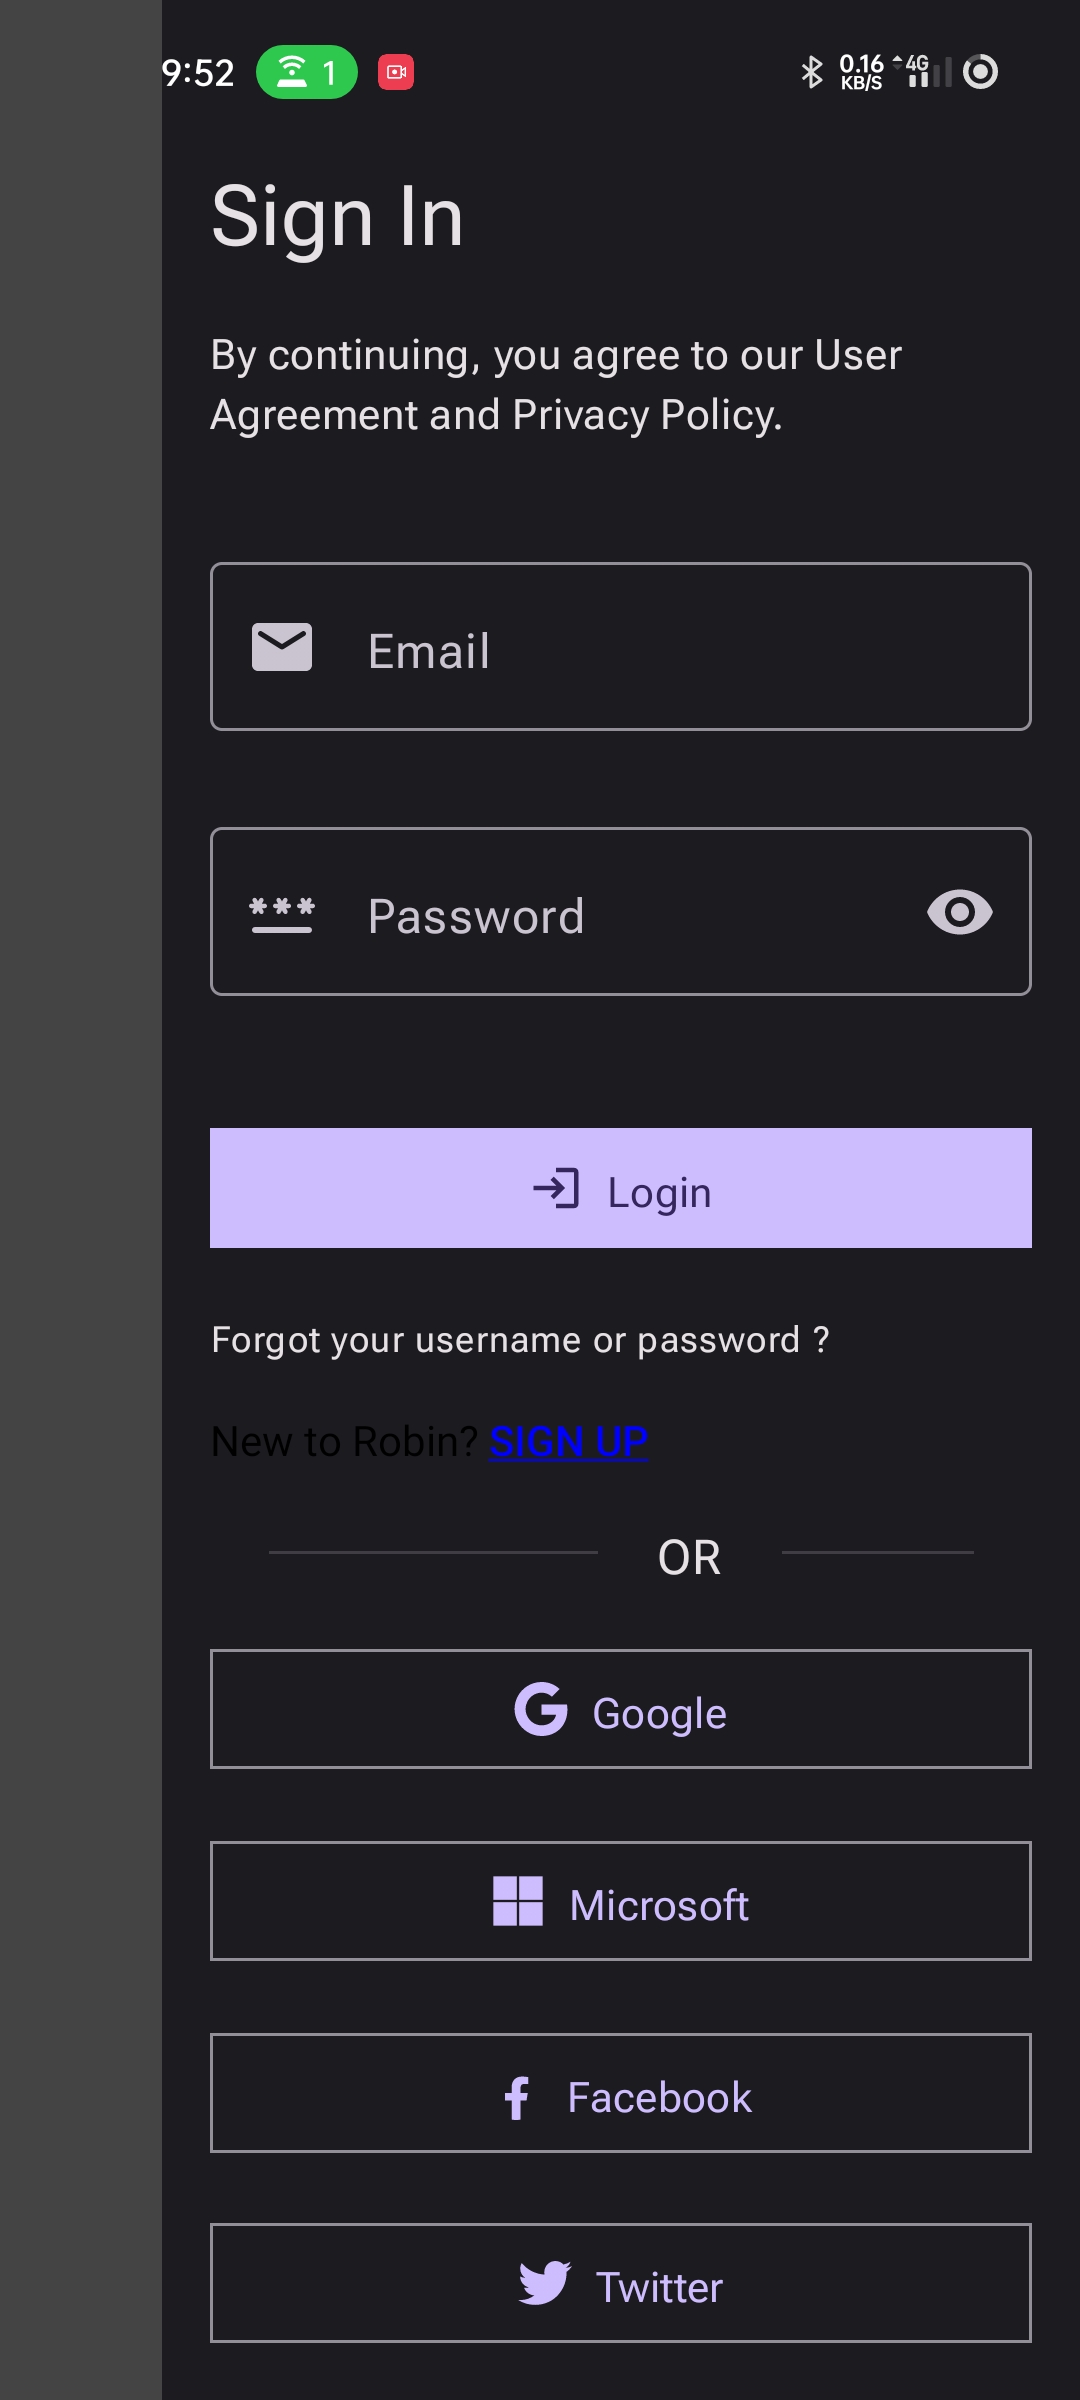 9:52 1 0.16 KB/S 4G
Sign In
By continuing, you agree to our User
Agreement and Privacy Policy.
Email
*** Password
Login
Forgot your username or password ?
New to Robin? SIGN UP
OR
Google
Microsoft
Facebook
Twitter